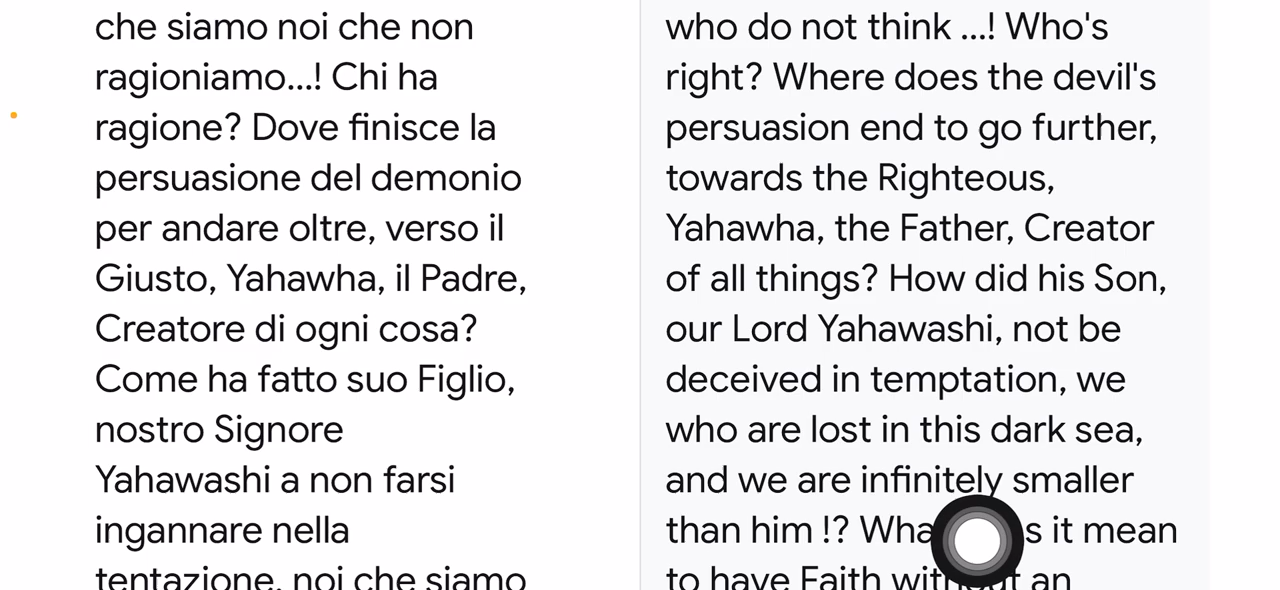 che siamo noi che non
ragioniamo...! Chi ha
ragione? Dove finisce la
persuasione del demonio
per andare oltre, verso il
Giusto, Yahawha, il Padre,
Creatore di ogni cosa?
Come ha fatto suo Figlio,
nostro Signore
Yahawashi a non farsi
ingannare nella
tentazione, noi che siamo
who do not think ...! Who's
right? Where does the devil's
persuasion end to go further,
towards the Righteous,
Yahawha, the Father, Creator
of all things? How did his Son,
our Lord Yahawashi, not be
deceived in temptation, we
who are lost in this dark sea,
and we are infinitely smaller
than him !? it mean
to have Faith without an